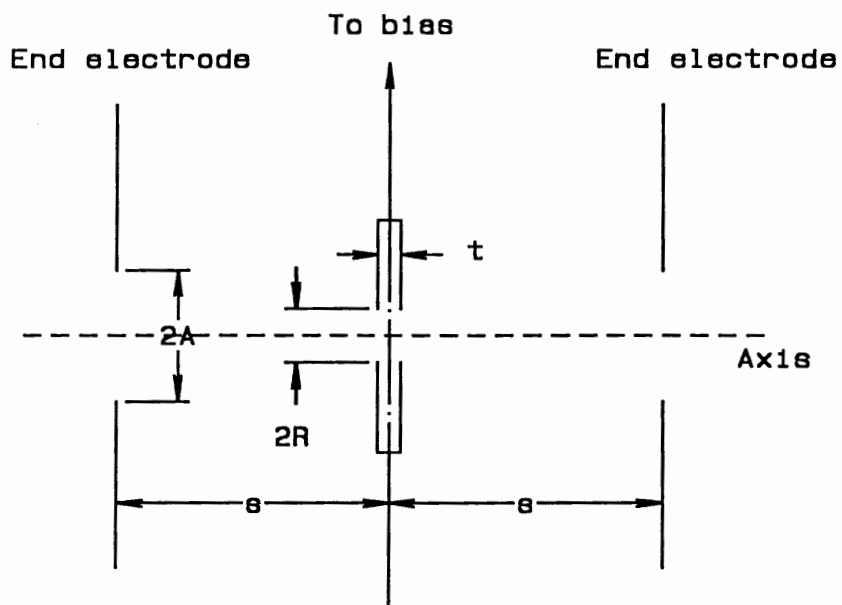 To bias
End electrode
End electrode
t
2A
Axis
2R
s
s